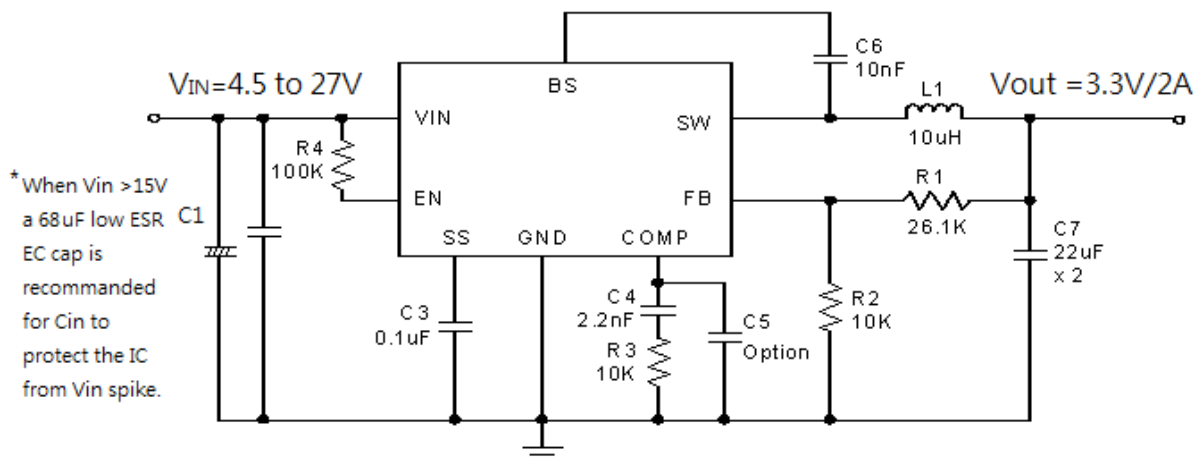 VIN=4.5 to 27V
BS
C6
10nF
Vout =3.3V/2A
L1
10uH
VIN
SW
R4
100K
EN
FB
R1
26.1K
*When Vin >15V
a 68uF low ESR
EC cap is
recommanded
for Cin to
protect the IC
from Vin spike.
C1
SS
GND
COMP
C7
22uF
x 2
C3
0.1uF
C4
2.2nF
R3
10K
C5
Option
R2
10K